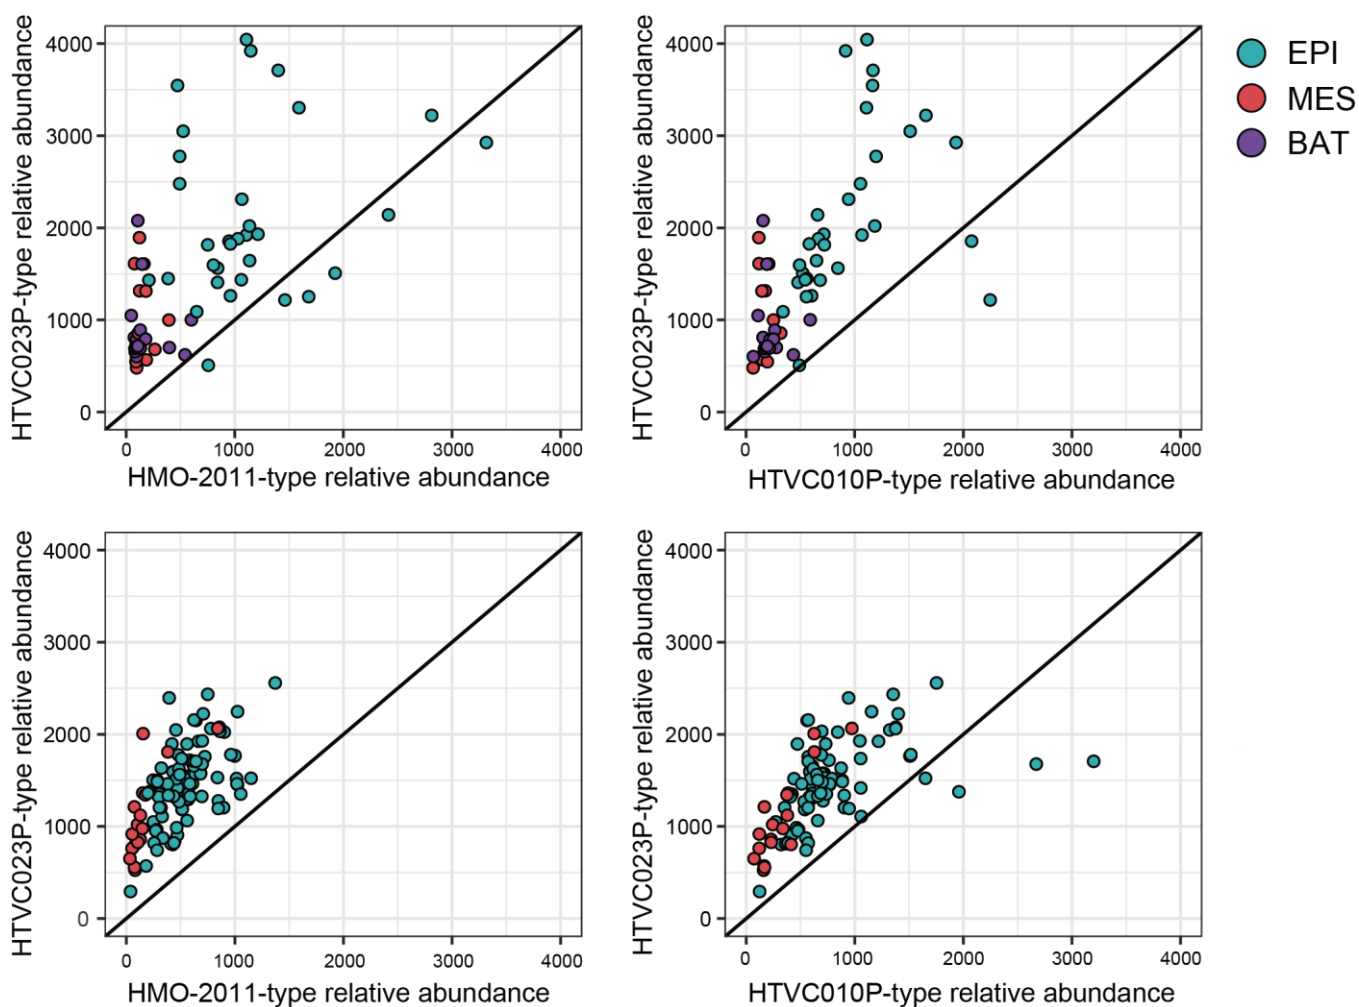 HTVC023P-type relative abundance
4000
3000
2000
1000
0
0 1000 2000 3000 4000
HMO-2011-type relative abundance
HTVC023P-type relative abundance
4000
3000
2000
1000
0
0 1000 2000 3000 4000
HTVC010P-type relative abundance
EPI
MES
BAT
HTVC023P-type relative abundance
4000
3000
2000
1000
0
0 1000 2000 3000 4000
HMO-2011-type relative abundance
HTVC023P-type relative abundance
4000
3000
2000
1000
0
0 1000 2000 3000 4000
HTVC010P-type relative abundance